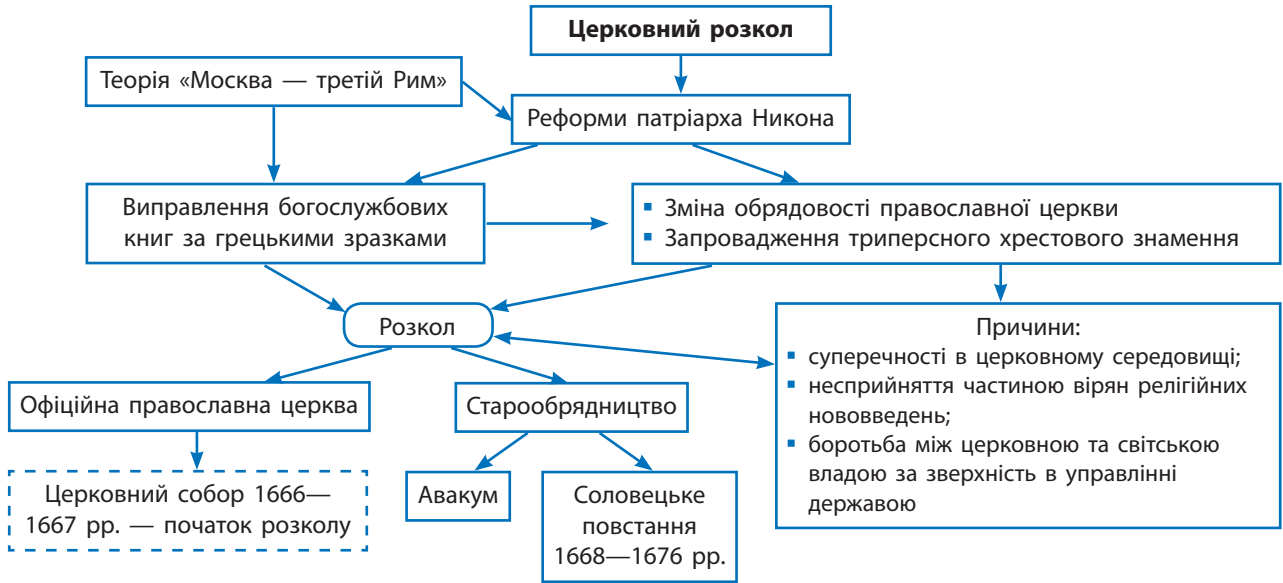 Церковний розкол
Теорія «Москва — третій Рим»
Реформи патріарха Никона
Виправлення богослужбових
книг за грецькими зразками
▪ Зміна обрядовості православної церкви
▪ Запровадження триперсного хрестового знамення
Розкол
Причини:
▪ суперечності в церковному середовищі;
▪ несприйняття частиною вірян релігійних
нововведень;
▪ боротьба між церковною та світською
владою за зверхність в управлінні
державою
Офіційна православна церква
Старообрядництво
Церковний собор 1666—
1667 рр. — початок розколу
Авакум
Соловецьке
повстання
1668—1676 рр.